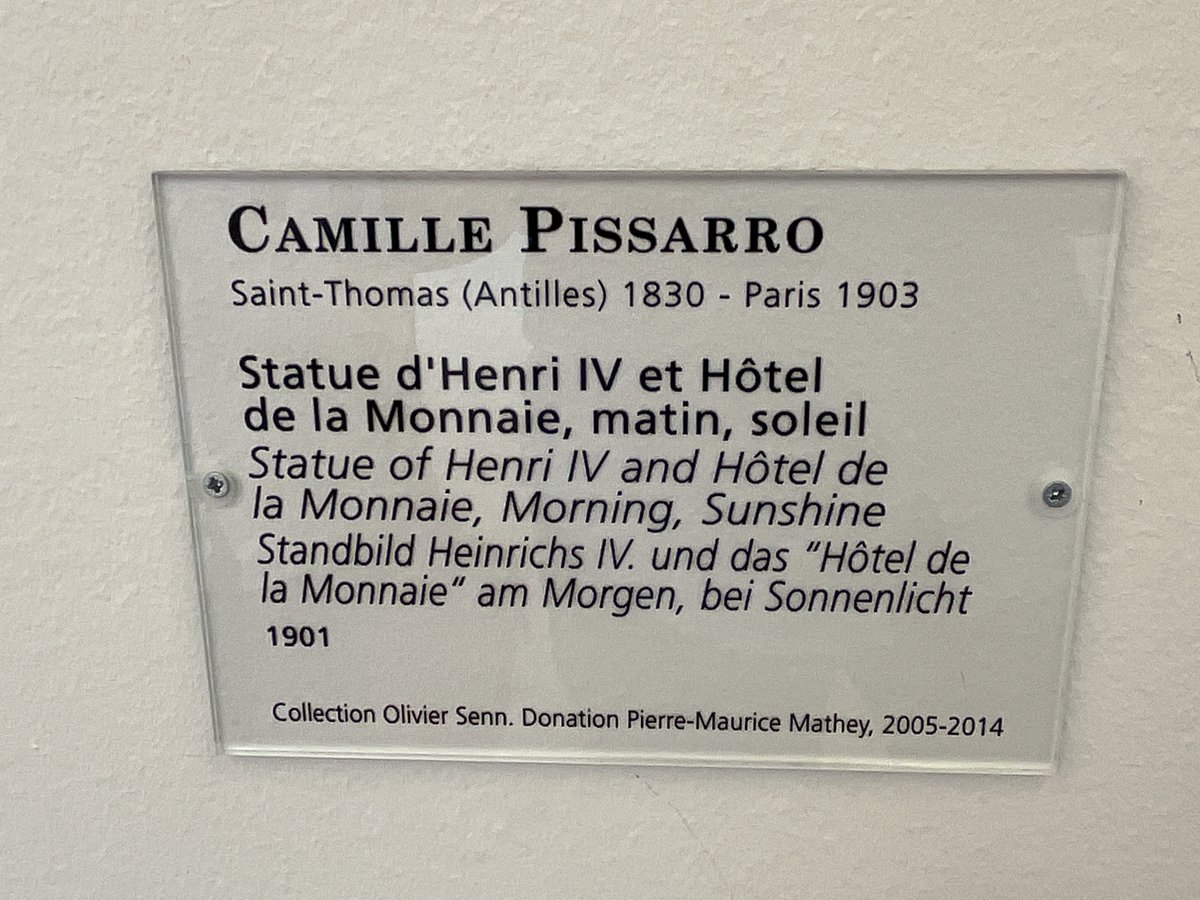 CAMILLE PISSARRO
Saint-Thomas (Antilles) 1830 - Paris 1903
Statue d'Henri IV et Hôtel
de la Monnaie, matin, soleil
Statue of Henri IV and Hôtel de
la Monnaie, Morning, Sunshine
Standbild Heinrichs IV. und das “Hôtel de
la Monnaie“ am Morgen, bei Sonnenlicht
1901
Collection Olivier Senn. Donation Pierre-Maurice Mathey, 2005-2014